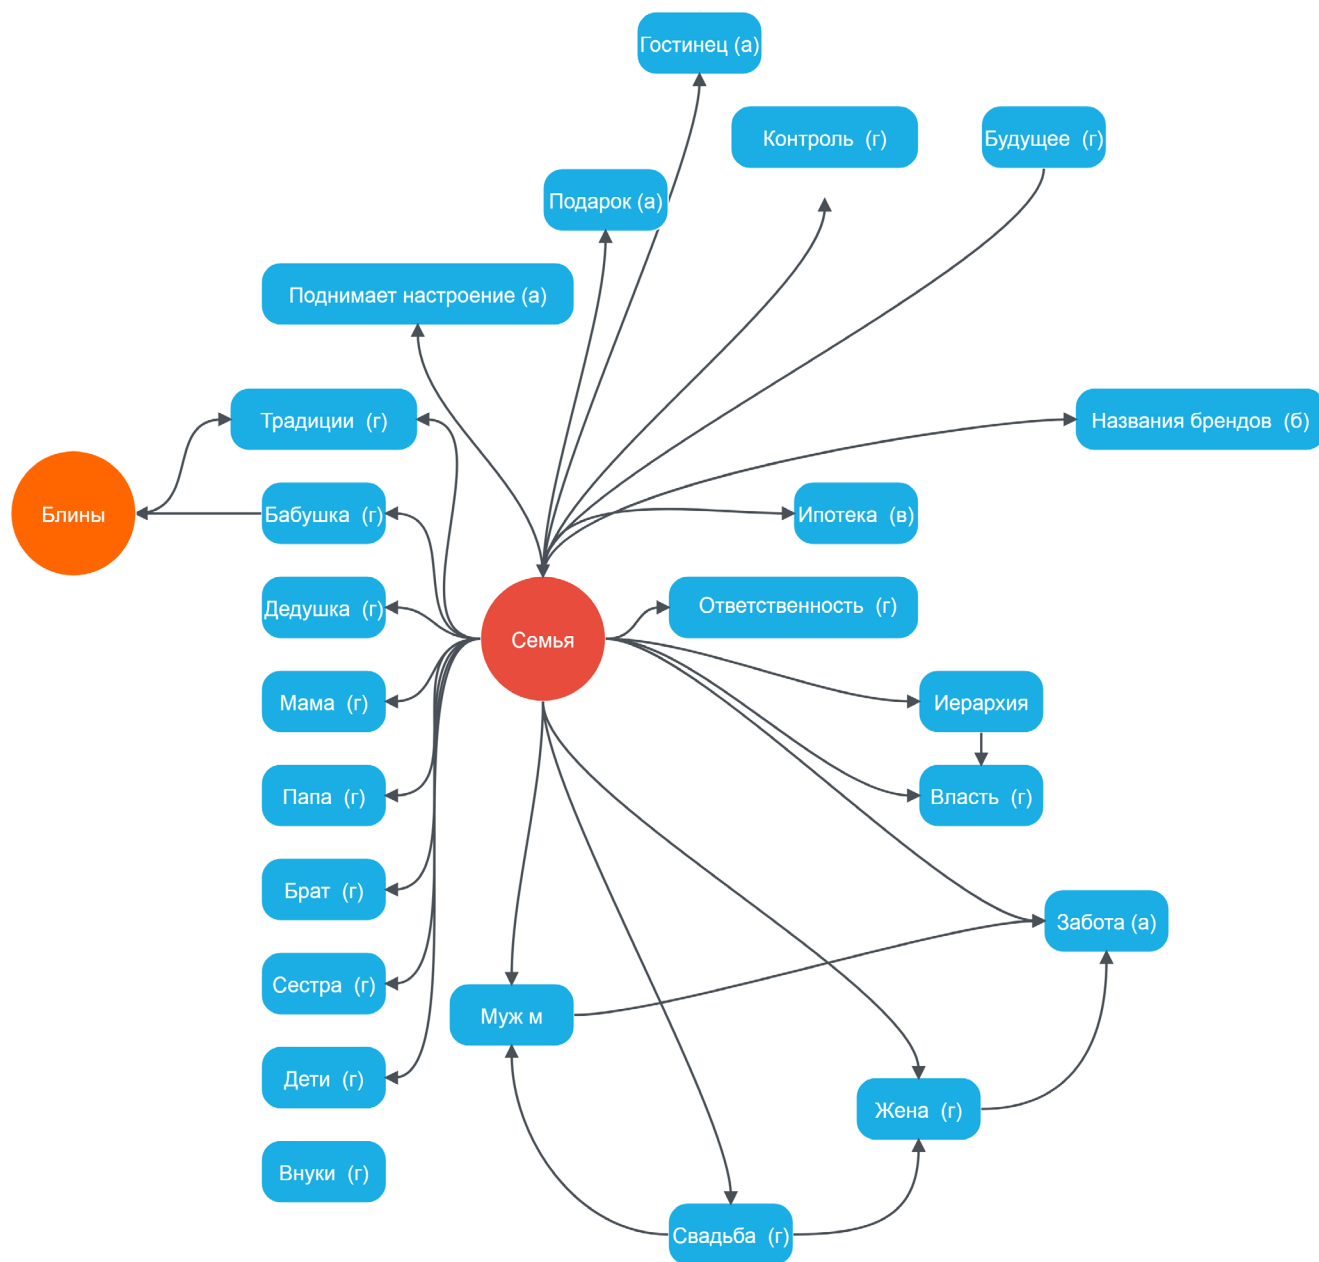 Гостинец (а)
Контроль  (г)
Будущее  (г)
Подарок (а)
Поднимает настроение (а)
Традиции  (г)
Названия брендов  (б)
Блины
Бабушка  (г)
Ипотека  (в)
Дедушка  (г)
Ответственность  (г)
Семья
Мама  (г)
Иерархия
Папа  (г)
Власть  (г)
Брат  (г)
Забота (а)
Сестра  (г)
Муж м
Дети  (г)
Жена  (г)
Внуки  (г)
Свадьба  (г)